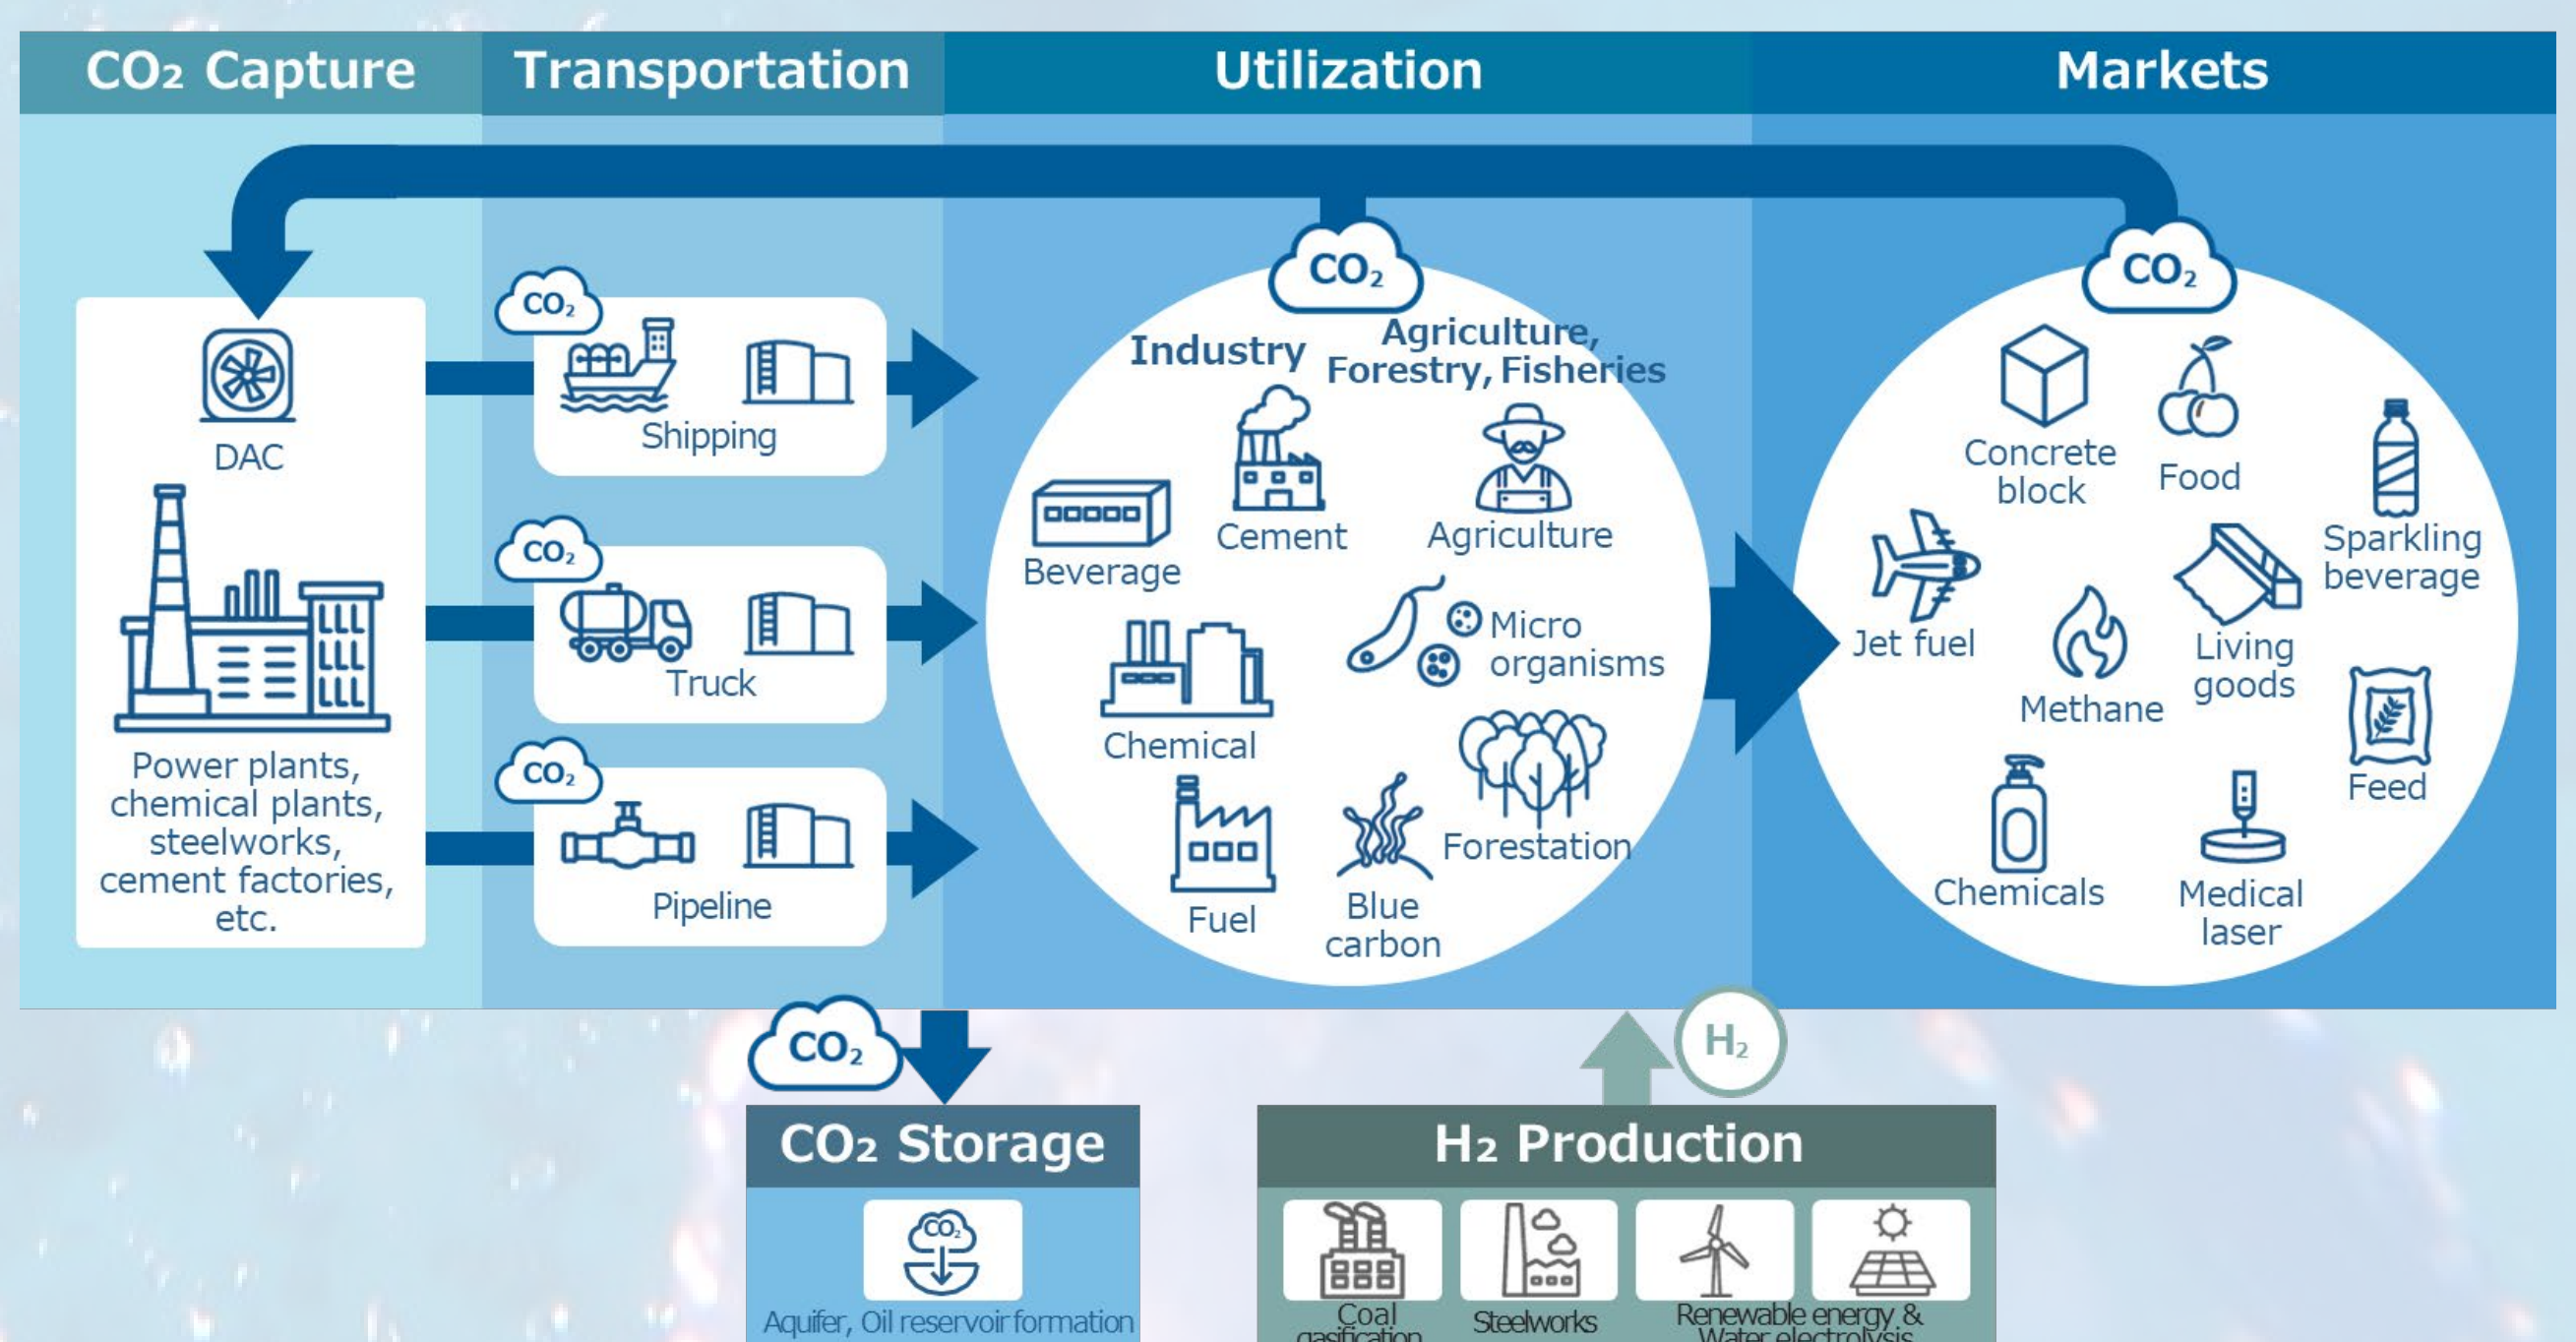 CO₂ Capture
Transportation
Utilization
Markets
DAC
Power plants,
chemical plants,
steelworks,
cement factories,
etc.
CO₂
Shipping
CO₂
Truck
CO₂
Pipeline
CO₂
Industry
Agriculture,
Forestry, Fisheries
Cement
Agriculture
Beverage
Micro
organisms
Chemical
Forestation
Fuel
Blue
carbon
CO₂
Concrete
block
Food
Sparkling
beverage
Jet fuel
Living
goods
Methane
Feed
Chemicals
Medical
laser
CO₂
CO₂ Storage
CO₂
Aquifer, Oil reservoir formation
H₂
H₂ Production
Coal
gasification
Steelworks
Renewable energy &
Water electrolysis